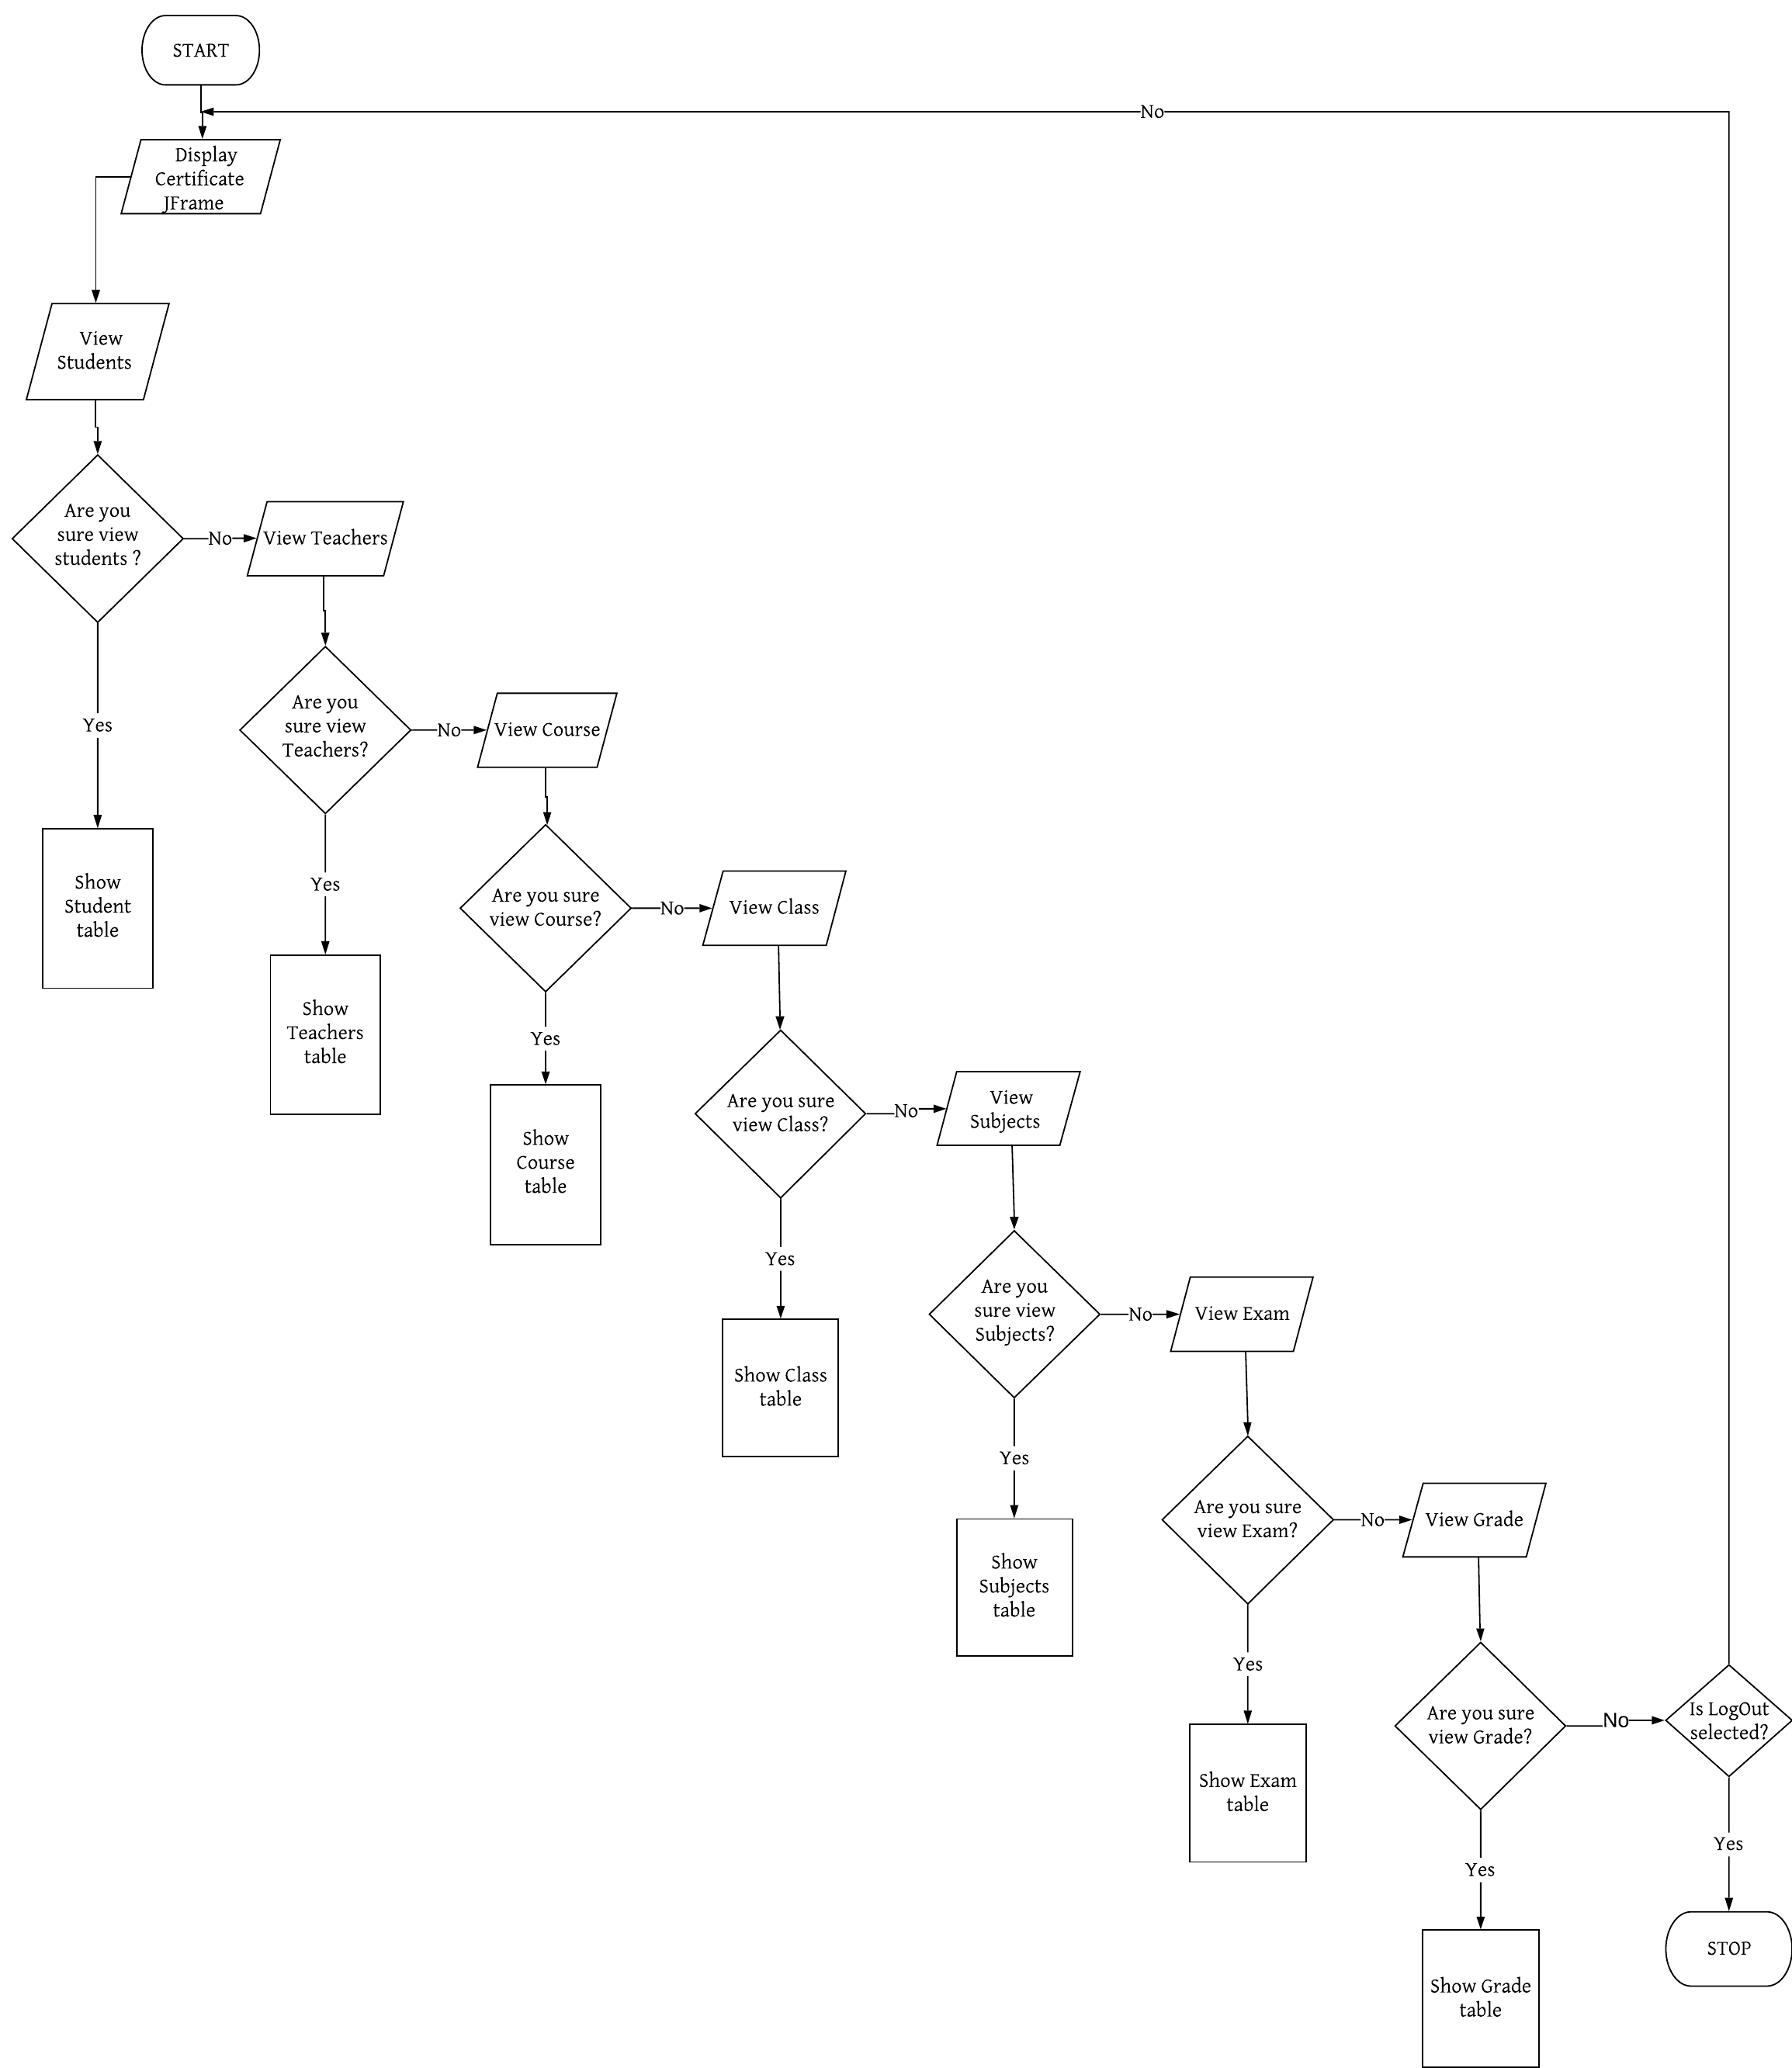 START
No
Display
Certificate
JFrame
View
Students
Are you
sure view
students ?
No
View Teachers
Yes
Are you
sure view
Teachers?
No
View Course
Show
Student
table
Yes
Are you sure
view Course?
No
View Class
Show
Teachers
table
Yes
Are you sure
view Class?
No
View
Subjects
Show
Course
table
Yes
Are you
sure view
Subjects?
No
View Exam
Show Class
table
Yes
Are you sure
view Exam?
No
View Grade
Show
Subjects
table
Yes
Are you sure
view Grade?
No
Is LogOut
selected?
Show Exam
table
Yes
Yes
STOP
Show Grade
table